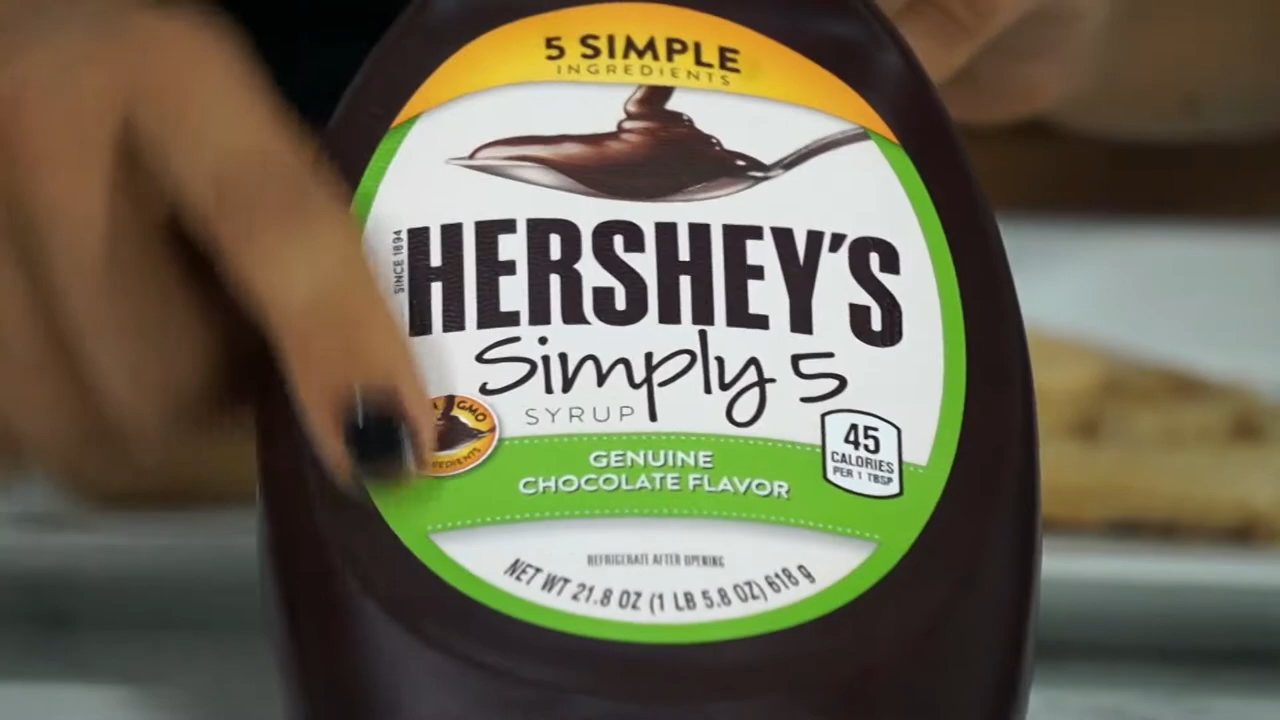 5 SIMPLE
INGREDIENTS
SINCE 1894
HERSHEY'S
Simply 5
SYRUP
GMO
45
CALORIES
PER 1 TBSP
GENUINE
CHOCOLATE FLAVOR
REFRIGERATE AFTER OPENING
NET WT 21.8 OZ (1 LB 5.8 OZ) 618 g